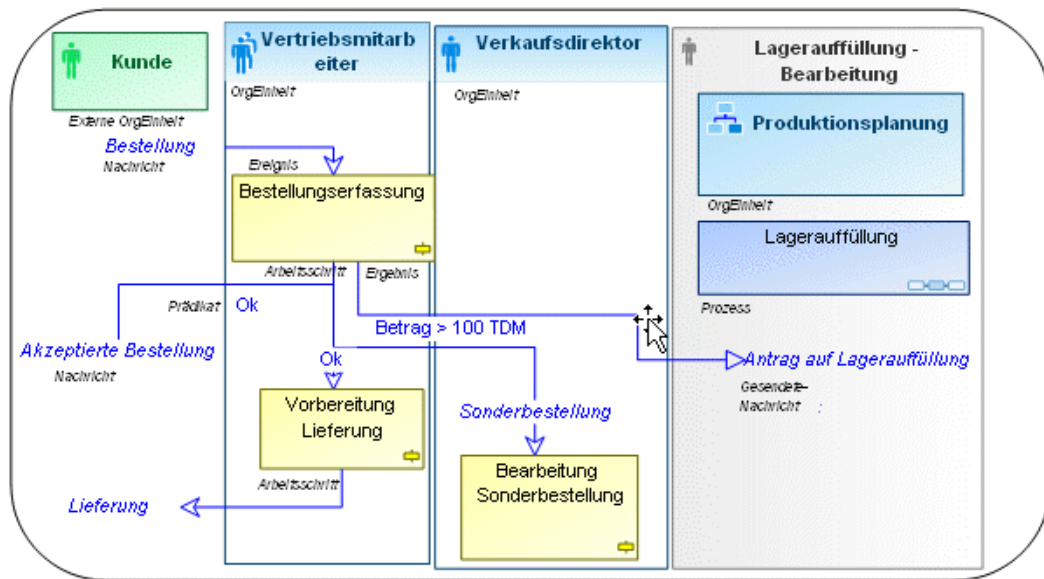 Kunde
Externe OrgEinheit
Vertriebsmitarb
eiter
OrgEinheit
Verkaufsdirektor
OrgEinheit
Lagerauffüllung -
Bearbeitung
Produktionsplanung
OrgEinheit
Lagerauffüllung
Prozess
Bestellung
Nachricht
Ereignis
Bestellungserfassung
Arbeitsschritt
Ergebnis
Prädikat
Ok
Betrag > 100 TDM
Akzeptierte Bestellung
Nachricht
Ok
Antrag auf Lagerauffüllung
Gesendete-
Nachricht :
Vorbereitung
Lieferung
Arbeitsschritt
Sonderbestellung
Bearbeitung
Sonderbestellung
Lieferung